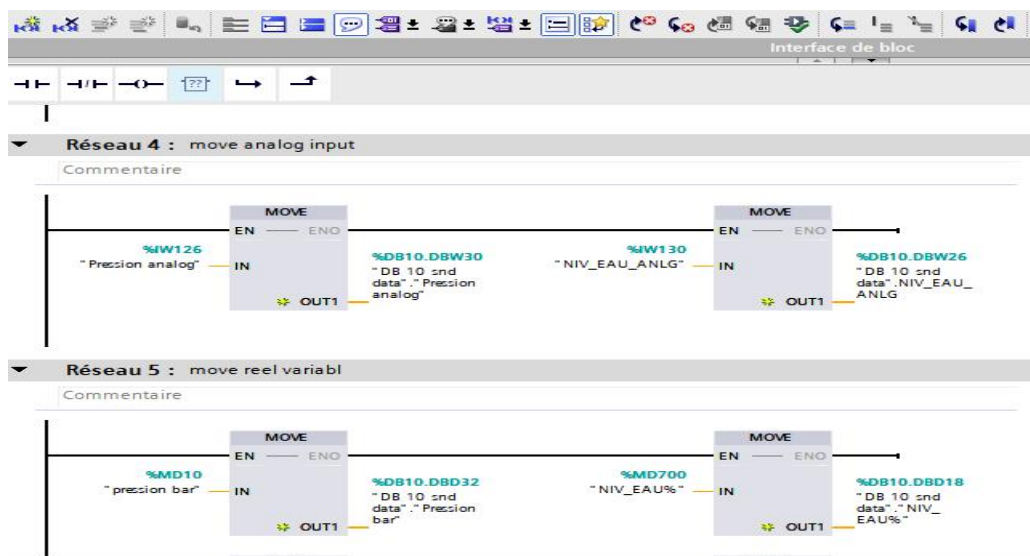 Interface de bloc
??
Réseau 4 : move analog input
Commentaire
MOVE
EN ENO
%IW126
"Pression analog"
IN
OUT1
%DB10.DBW30
"DB 10 snd
data"."Pression
analog"
MOVE
EN ENO
%IW130
"NIV_EAU_ANLG"
IN
OUT1
%DB10.DBW26
"DB 10 snd
data".NIV_EAU_
ANLG
Réseau 5 : move reel variabl
Commentaire
MOVE
EN ENO
%MD10
"pression bar"
IN
OUT1
%DB10.DBD32
"DB 10 snd
data"."Pression
bar"
MOVE
EN ENO
%MD700
"NIV_EAU%"
IN
OUT1
%DB10.DBD18
"DB 10 snd
data"."NIV_
EAU%"